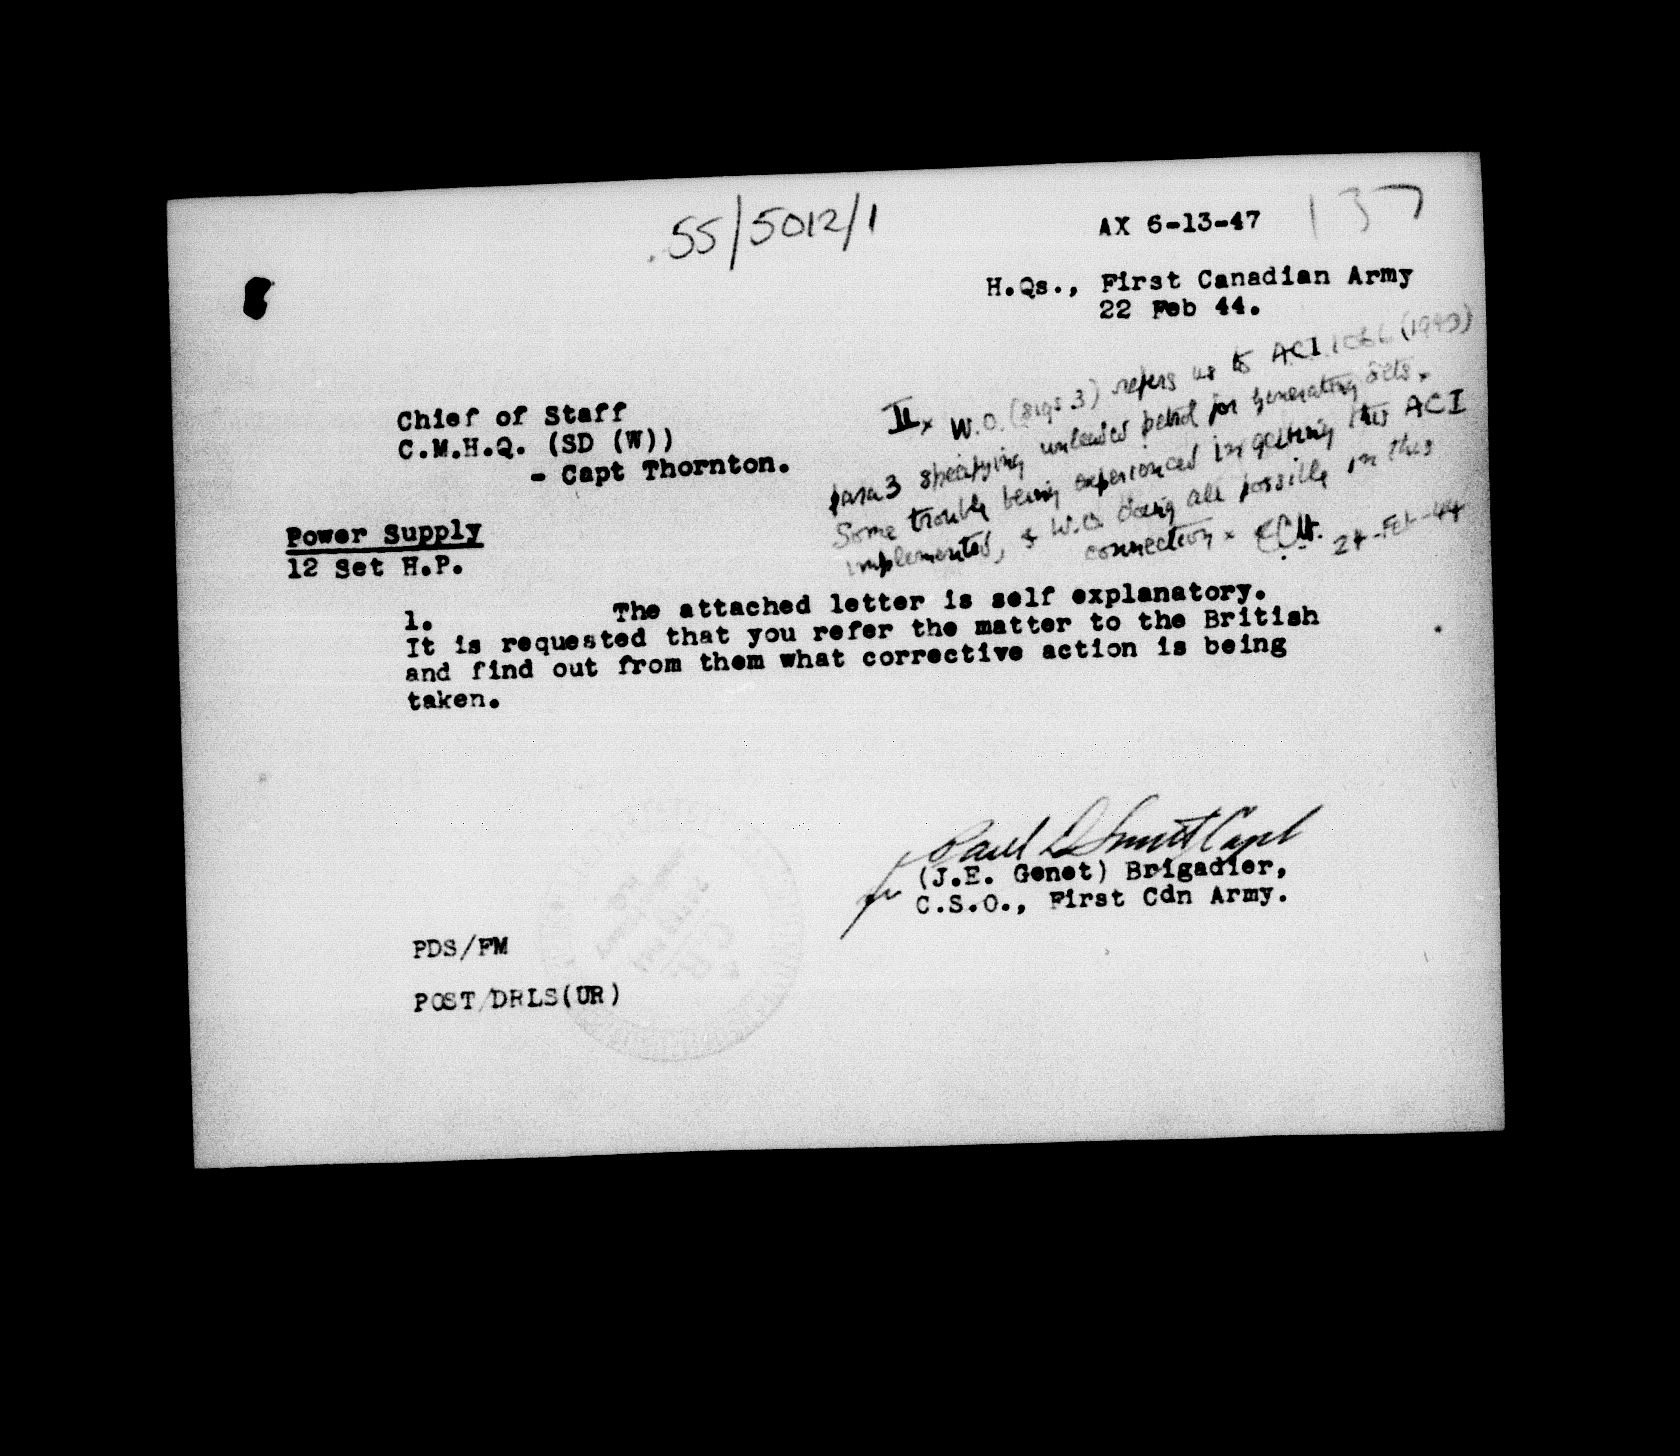 55/5012/1
AX 6-13-47
137
H.Qs., First Canadian Army
22 Feb 44.
Chief of Staff
C.M.H.Q. (SD (W))
- Capt Thornton.
II x W.O. (Sigs 3) refers us to ACI (1943)
para 3 specifying unleaded petrol for generating sets.
Some trouble being experienced in getting this ACI
implemented, & W.O. doing all possible in this
connection x 24-Feb-44
Power Supply
12 Set H.P.
1. The attached letter is self explanatory.
It is requested that you refer the matter to the British
and find out from them what corrective action is being
taken.
Paul D Smith Capt
for (J.E. Genet) Brigadier,
C.S.O., First Cdn Army.
PDS/FM
POST/DRLS(UR)